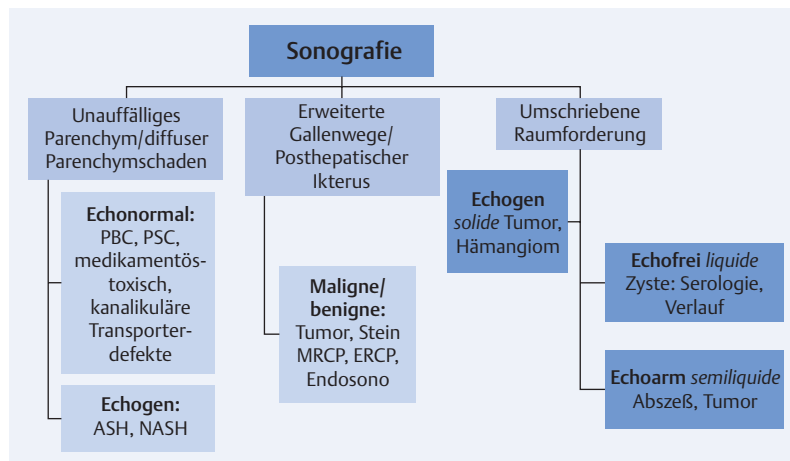 Sonografie
Unauffälliges
Parenchym/diffuser
Parenchymschaden
Echonormal:
PBC, PSC,
medikamentös-
toxisch,
kanalikuläre
Transporter-
defekte
Echogen:
ASH, NASH
Erweiterte
Gallenwege/
Posthepatischer
Ikterus
Maligne/
benigne:
Tumor, Stein
MRCP, ERCP,
Endosono
Umschriebene
Raumforderung
Echogen
solide Tumor,
Hämangiom
Echofrei liquide
Zyste: Serologie,
Verlauf
Echoarm semiliquide
Abszeß, Tumor